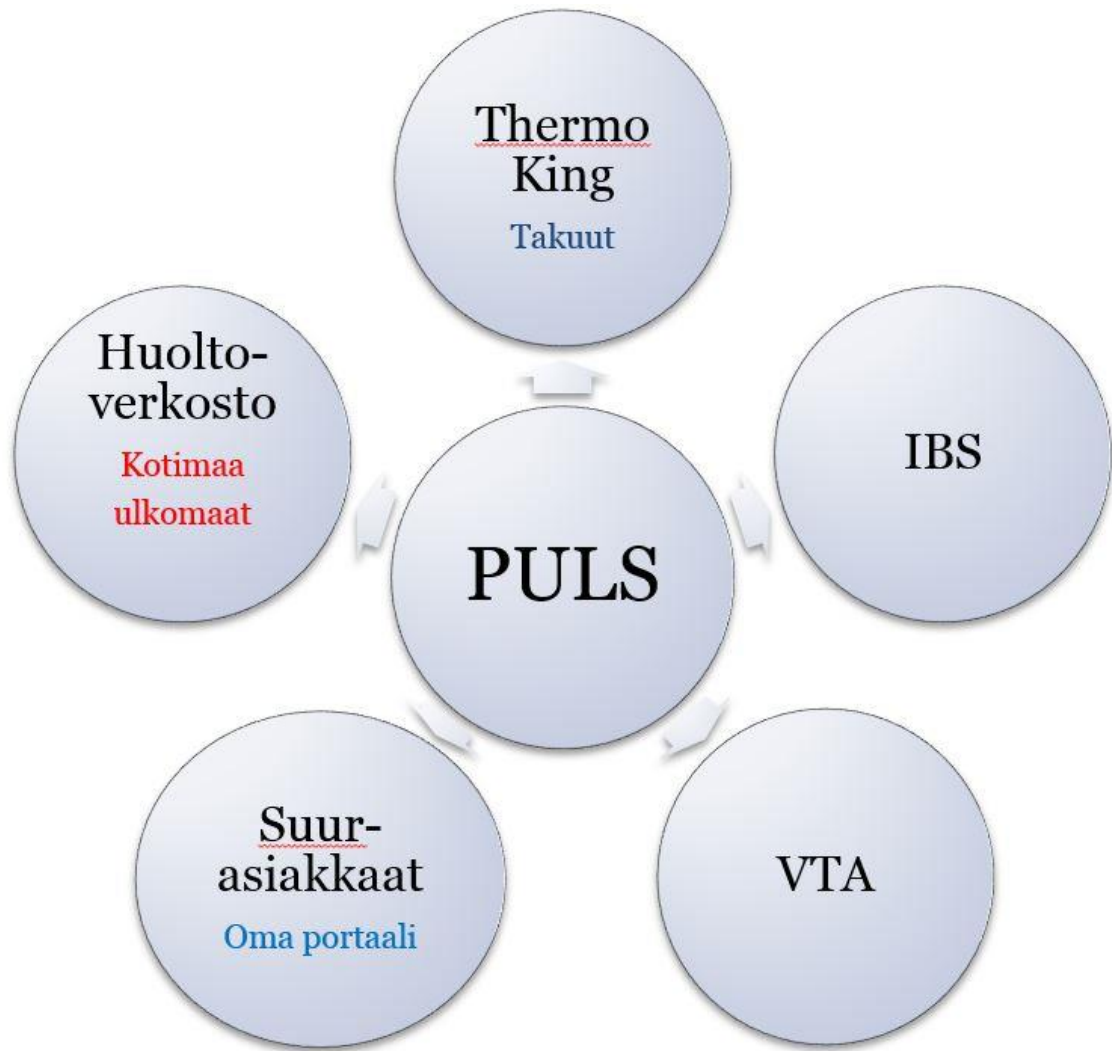 Thermo
King
Takuut
Huolto-
verkosto
Kotimaa
ulkomaat
IBS
PULS
Suur-
asiakkaat
Oma portaali
VTA